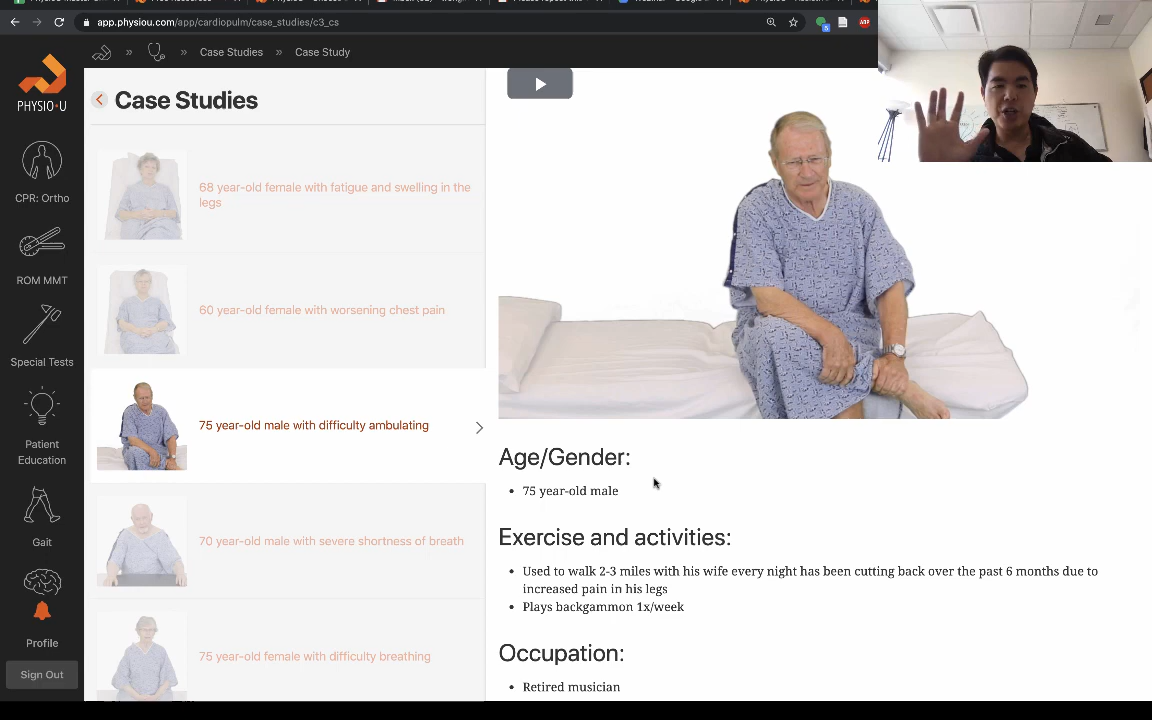 app.physiou.com/app/cardiopulm/case_studies/c3_cs
6
ABP
PHYSIO·U
» » Case Studies » Case Study
Case Studies
CPR: Ortho
ROM MMT
Special Tests
Patient
Education
Gait
Profile
Sign Out
68 year-old female with fatigue and swelling in the
legs
60 year-old female with worsening chest pain
75 year-old male with difficulty ambulating
70 year-old male with severe shortness of breath
75 year-old female with difficulty breathing
Age/Gender:
• 75 year-old male
Exercise and activities:
• Used to walk 2-3 miles with his wife every night has been cutting back over the past 6 months due to
increased pain in his legs
• Plays backgammon 1x/week
Occupation:
• Retired musician